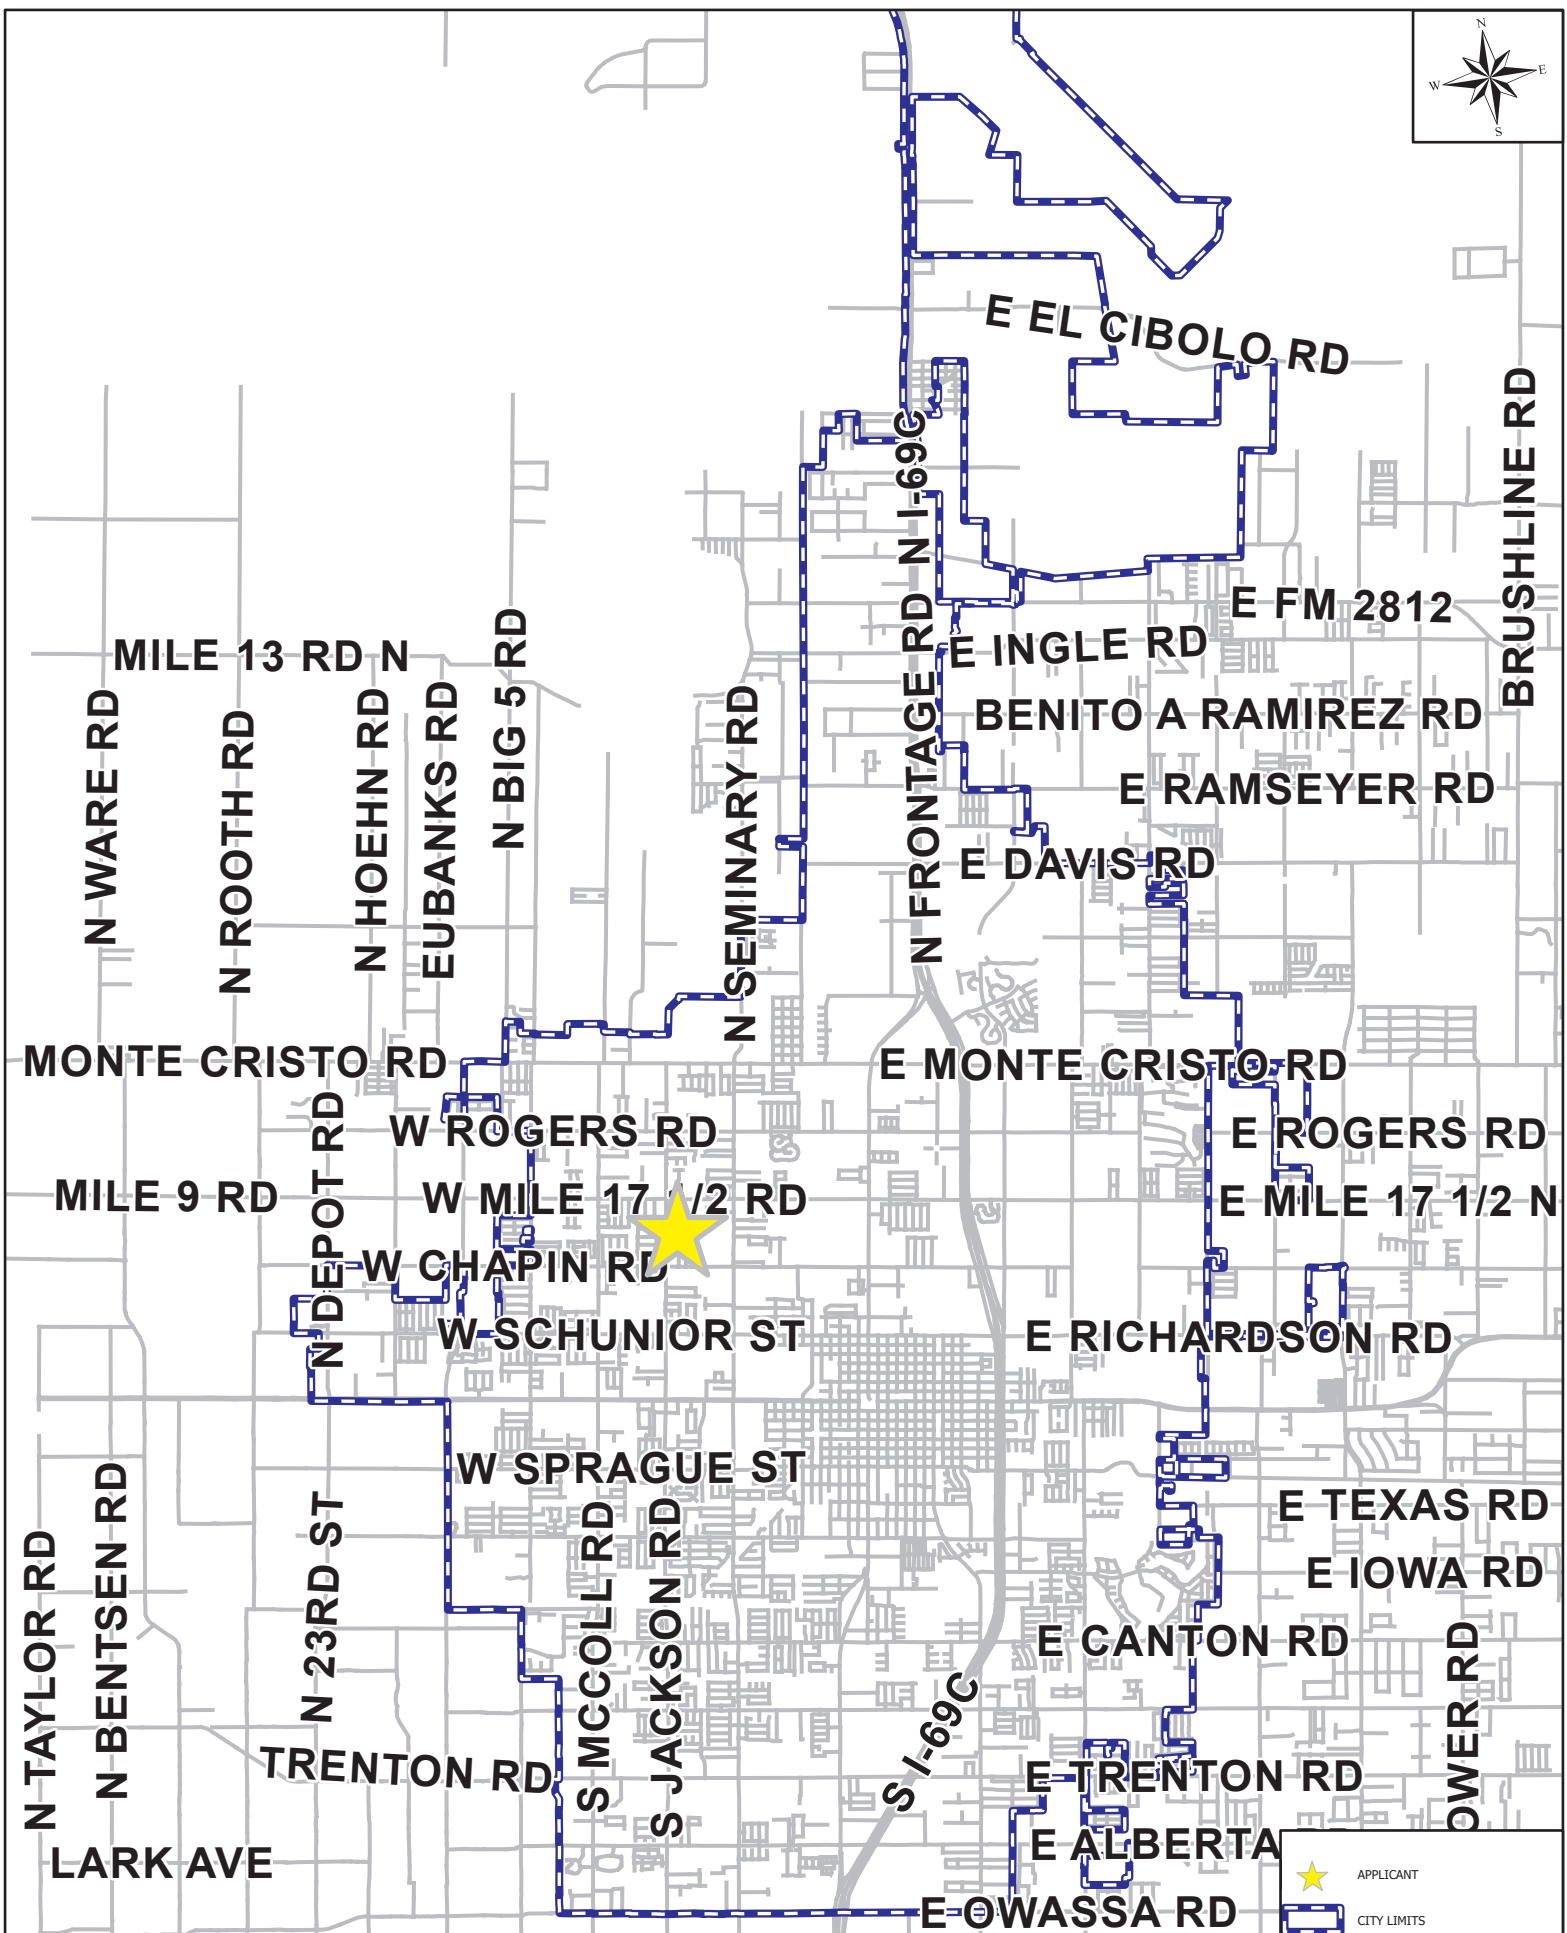 N
W
E
S
E EL CIBOLO RD
BRUSHLINE RD
N I-69C
E FM 2812
E INGLE RD
MILE 13 RD N
BENITO A RAMIREZ RD
N WARE RD
N ROOTH RD
N HOEHN RD
EUBANKS RD
N BIG 5 RD
N SEMINARY RD
N FRONTAGE RD
E RAMSEYER RD
E DAVIS RD
MONTE CRISTO RD
E MONTE CRISTO RD
W ROGERS RD
E ROGERS RD
MILE 9 RD
N DEPOT RD
W MILE 17 1/2 RD
E MILE 17 1/2 N
W CHAPIN RD
W SCHUNIOR ST
E RICHARDSON RD
W SPRAGUE ST
E TEXAS RD
E IOWA RD
N TAYLOR RD
N BENTSEN RD
N 23RD ST
S MCCOLL RD
S JACKSON RD
E CANTON RD
S I-69C
TRENTON RD
E TRENTON RD
OWER RD
LARK AVE
E ALBERTA
E OWASSA RD
APPLICANT
CITY LIMITS